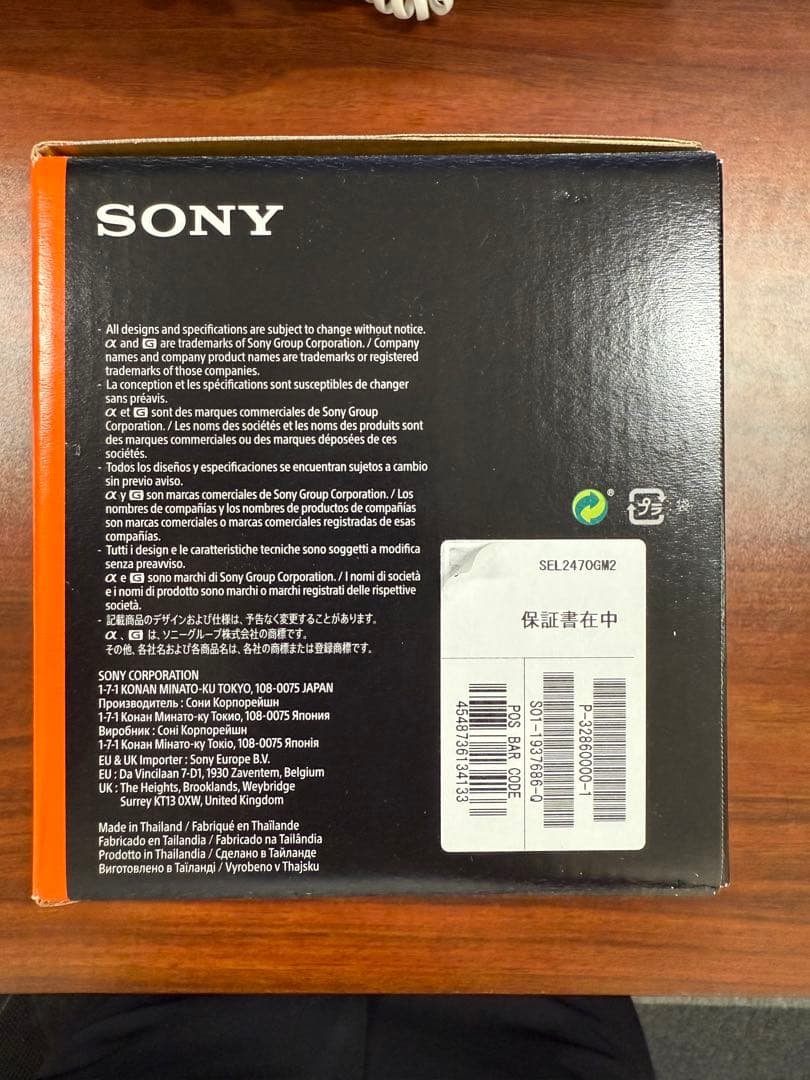 SONY
- All designs and specifications are subject to change without notice.
α and G are trademarks of Sony Group Corporation. / Company
names and company product names are trademarks or registered
trademarks of those companies.
- La conception et les spécifications sont susceptibles de changer
sans préavis.
α et G sont des marques commerciales de Sony Group
Corporation. / Les noms des sociétés et les noms des produits sont
des marques commerciales ou des marques déposées de ces
sociétés.
- Todos los diseños y especificaciones se encuentran sujetos a cambio
sin previo aviso.
α y G son marcas comerciales de Sony Group Corporation. / Los
nombres de compañías y los nombres de productos de compañías
son marcas comerciales o marcas comerciales registradas de esas
compañías.
- Tutti i design e le caratteristiche tecniche sono soggetti a modifica
senza preavviso.
α e G sono marchi di Sony Group Corporation. / I nomi di società
e i nomi di prodotto sono marchi o marchi registrati delle rispettive
società.
- 記載商品のデザインおよび仕様は、予告なく変更することがあります。
α 、G は、ソニーグループ株式会社の商標です。
その他、各社名および各商品名は、各社の商標または登録商標です。
SONY CORPORATION
1-7-1 KONAN MINATO-KU TOKYO, 108-0075 JAPAN
Производитель : Сони Корпорейшн
1-7-1 Конан Минато-ку Токио, 108-0075 Япония
Виробник : Соні Корпорейшн
1-7-1 Конан Мінато-ку Токіо, 108-0075 Японія
EU & UK Importer : Sony Europe B.V.
EU : Da Vincilaan 7-D1, 1930 Zaventem, Belgium
UK : The Heights, Brooklands, Weybridge
Surrey KT13 0XW, United Kingdom
Made in Thailand / Fabriqué en Thaïlande
Fabricado en Tailandia / Fabricado na Tailândia
Prodotto in Thailandia / Сделано в Тайланде
Виготовлено в Таїланді / Vyrobeno v Thajsku
® プラ 袋
SEL2470GM2
保証書在中
P-32860000-1
S01-1937686-Q
POS BAR CODE
4548736134133